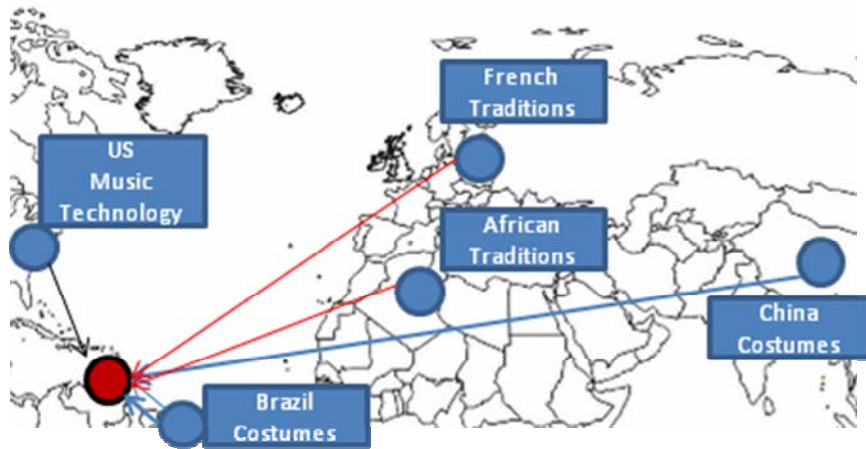 French
Traditions
US
Music
Technology
African
Traditions
China
Costumes
Brazil
Costumes